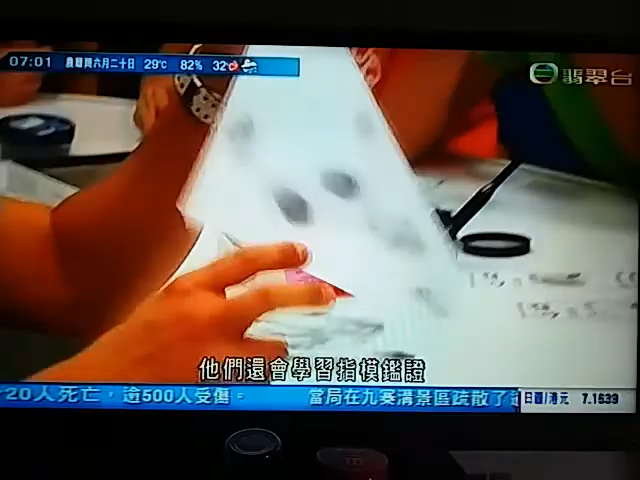 07:01 農曆閏六月二十日 29℃ 82% 32
翡翠台
他們還會學習指模鑑證
20人死亡，逾500人受傷。 當局在九寨溝景區疏散了
日圓/港元 7.1639